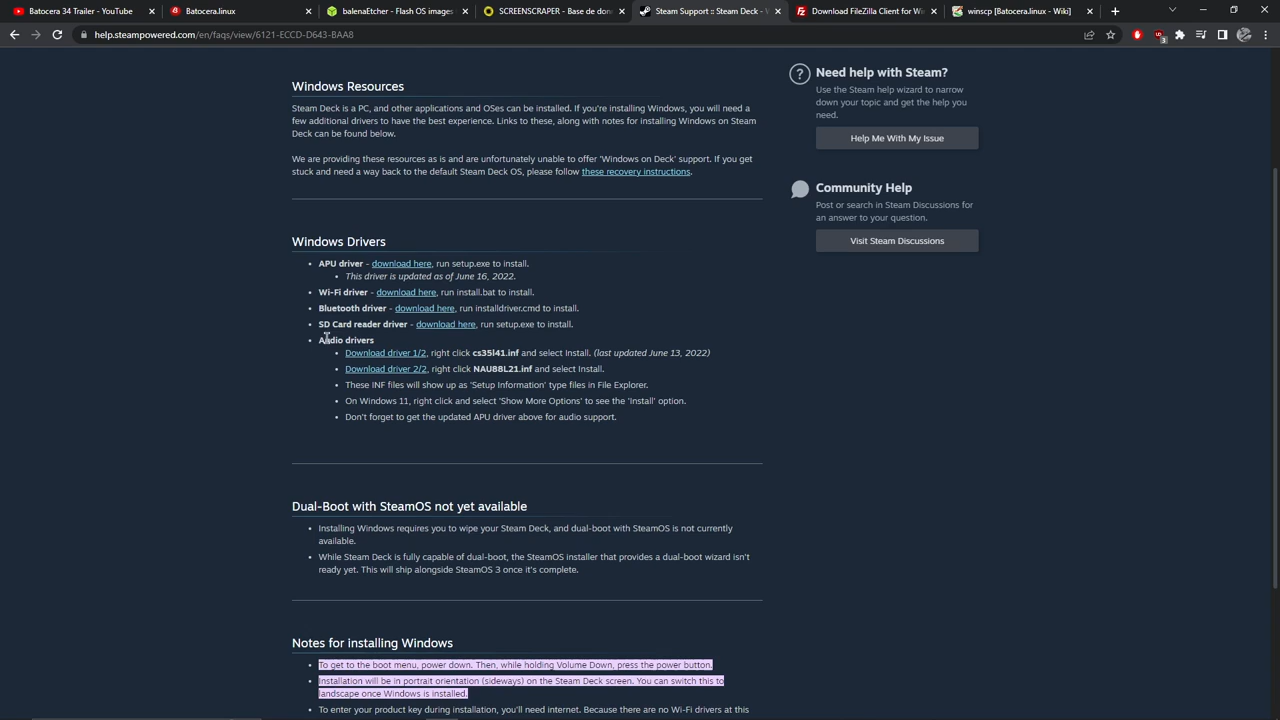 Batocera 34 Trailer - YouTube
Batocera.linux
balenaEtcher - Flash OS images
SCREENSCRAPER - Base de don
Steam Support :: Steam Deck - W
Download FileZilla Client for Wi
winscp [Batocera.linux - Wiki]
help.steampowered.com/en/faqs/view/6121-ECCD-D643-BAA8
Windows Resources
Steam Deck is a PC, and other applications and OSes can be installed. If you're installing Windows, you will need a
few additional drivers to have the best experience. Links to these, along with notes for installing Windows on Steam
Deck can be found below.
We are providing these resources as is and are unfortunately unable to offer 'Windows on Deck' support. If you get
stuck and need a way back to the default Steam Deck OS, please follow these recovery instructions.
Windows Drivers
APU driver - download here, run setup.exe to install.
This driver is updated as of June 16, 2022.
Wi-Fi driver - download here, run install.bat to install.
Bluetooth driver - download here, run installdriver.cmd to install.
SD Card reader driver - download here, run setup.exe to install.
Audio drivers
Download driver 1/2, right click cs35l41.inf and select Install. (last updated June 13, 2022)
Download driver 2/2, right click NAU88L21.inf and select Install.
These INF files will show up as 'Setup Information' type files in File Explorer.
On Windows 11, right click and select 'Show More Options' to see the 'Install' option.
Don't forget to get the updated APU driver above for audio support.
Dual-Boot with SteamOS not yet available
Installing Windows requires you to wipe your Steam Deck, and dual-boot with SteamOS is not currently
available.
While Steam Deck is fully capable of dual-boot, the SteamOS installer that provides a dual-boot wizard isn't
ready yet. This will ship alongside SteamOS 3 once it's complete.
Notes for installing Windows
To get to the boot menu, power down. Then, while holding Volume Down, press the power button.
Installation will be in portrait orientation (sideways) on the Steam Deck screen. You can switch this to
landscape once Windows is installed.
To enter your product key during installation, you'll need internet. Because there are no Wi-Fi drivers at this
Need help with Steam?
Use the Steam help wizard to narrow
down your topic and get the help you
need.
Help Me With My Issue
Community Help
Post or search in Steam Discussions for
an answer to your question.
Visit Steam Discussions